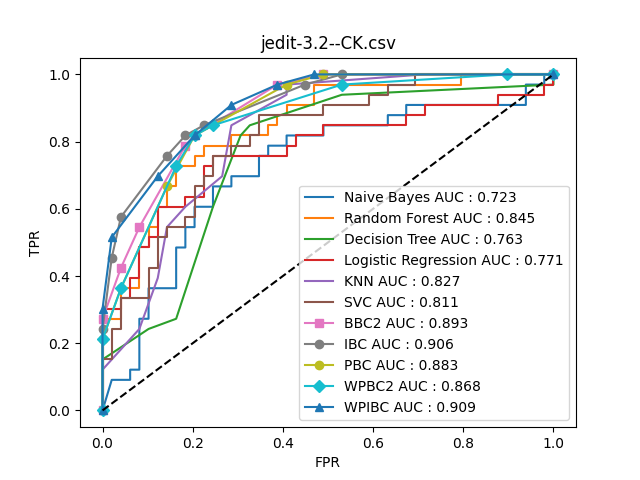 jedit-3.2--CK.csv
1.0
0.8
0.6
0.4
0.2
0.0
TPR
Naive Bayes AUC : 0.723
Random Forest AUC : 0.845
Decision Tree AUC : 0.763
Logistic Regression AUC : 0.771
KNN AUC : 0.827
SVC AUC : 0.811
BBC2 AUC : 0.893
IBC AUC : 0.906
PBC AUC : 0.883
WPBC2 AUC : 0.868
WPIBC AUC : 0.909
0.0 0.2 0.4 0.6 0.8 1.0
FPR